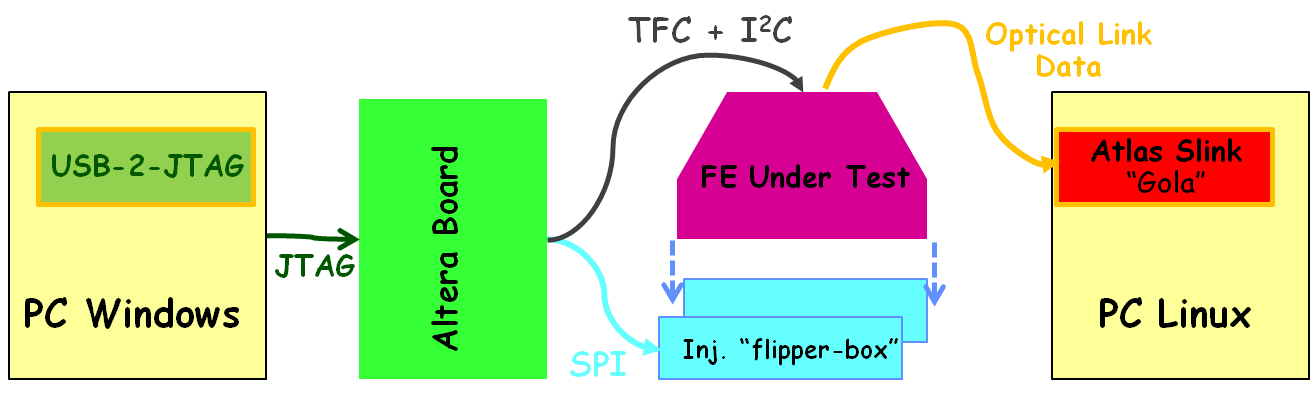 TFC + I²C
Optical Link
Data
USB-2-JTAG
Atlas Slink
“Gola”
FE Under Test
Altera Board
JTAG
PC Windows
PC Linux
Inj. “flipper-box”
SPI